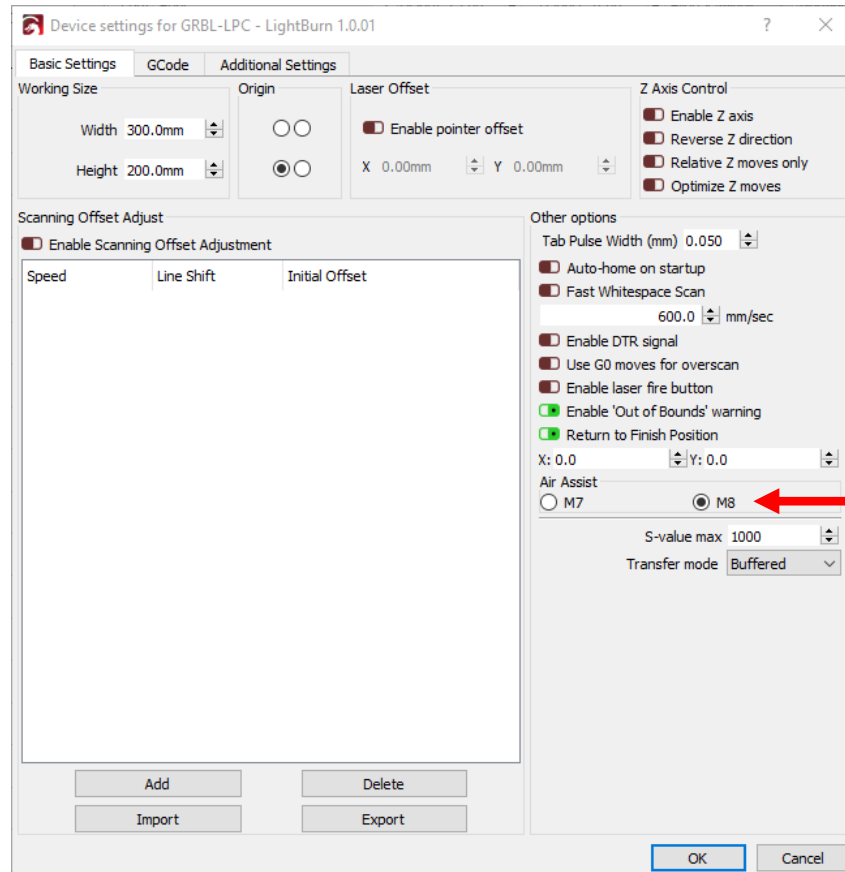 Device settings for GRBL-LPC - LightBurn 1.0.01
?
Basic Settings GCode Additional Settings
Working Size
Width 300.0mm
Height 200.0mm
Origin
Laser Offset
Enable pointer offset
X 0.00mm Y 0.00mm
Z Axis Control
Enable Z axis
Reverse Z direction
Relative Z moves only
Optimize Z moves
Scanning Offset Adjust
Enable Scanning Offset Adjustment
Speed Line Shift Initial Offset
Add Delete
Import Export
Other options
Tab Pulse Width (mm) 0.050
Auto-home on startup
Fast Whitespace Scan
600.0 mm/sec
Enable DTR signal
Use G0 moves for overscan
Enable laser fire button
Enable 'Out of Bounds' warning
Return to Finish Position
X: 0.0 Y: 0.0
Air Assist
M7 M8
S-value max 1000
Transfer mode Buffered
OK Cancel